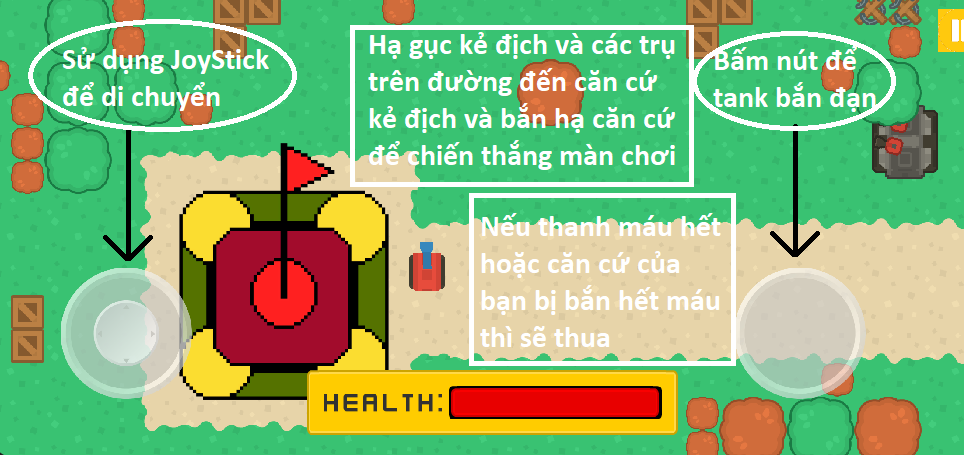 Sử dụng JoyStick
để di chuyển
Hạ gục kẻ địch và các trụ
trên đường đến căn cứ
kẻ địch và bắn hạ căn cứ
để chiến thắng màn chơi
Bấm nút để
tank bắn đạn
Nếu thanh máu hết
hoặc căn cứ của
bạn bị bắn hết máu
thì sẽ thua
HEALTH: